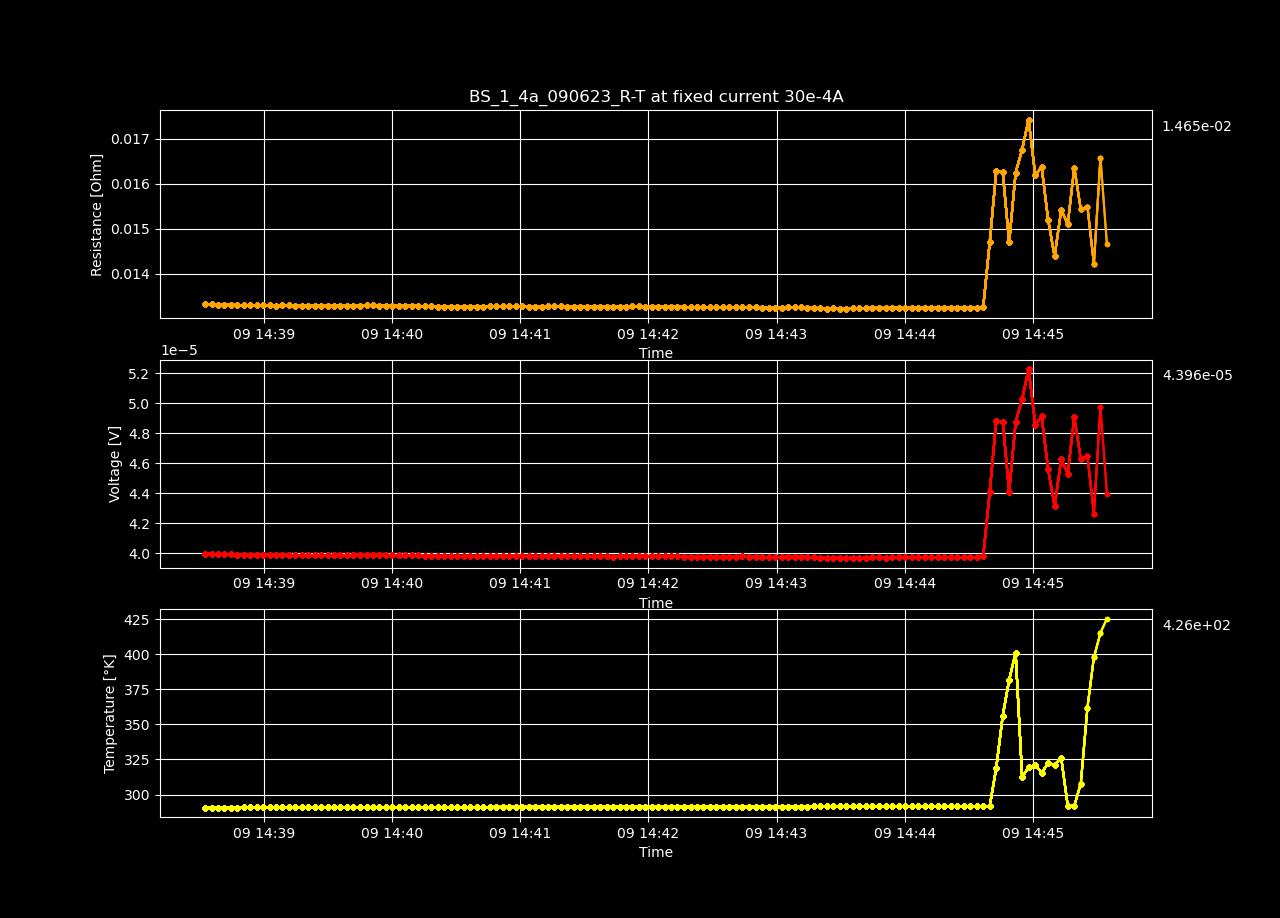 BS_1_4a_090623_R-T at fixed current 30e-4A
1.465e-02
Resistance [Ohm]
0.017
0.016
0.015
0.014
09 14:39 09 14:40 09 14:41 09 14:42 09 14:43 09 14:44 09 14:45
Time
1e−5
4.396e-05
Voltage [V]
5.2
5.0
4.8
4.6
4.4
4.2
4.0
09 14:39 09 14:40 09 14:41 09 14:42 09 14:43 09 14:44 09 14:45
Time
4.26e+02
Temperature [°K]
425
400
375
350
325
300
09 14:39 09 14:40 09 14:41 09 14:42 09 14:43 09 14:44 09 14:45
Time